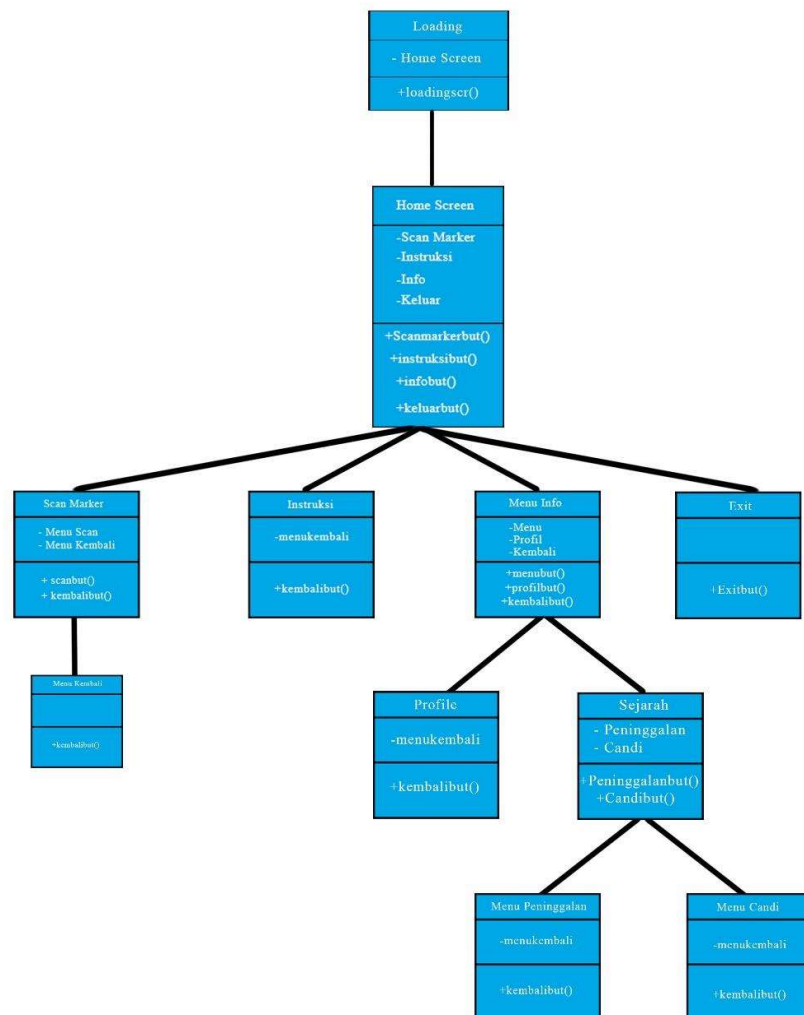 Loading
- Home Screen
+loadingscr()
Home Screen
-Scan Marker
-Instruksi
-Info
-Keluar
+Scanmarkerbut()
+instruksibut()
+infobut()
+keluarbut()
Scan Marker
- Menu Scan
- Menu Kembali
+ scanbut()
+ kembalibut()
Instruksi
-menukembali
+kembalibut()
Menu Info
-Menu
-Profil
-Kembali
+menubut()
+profilbut()
+kembalibut()
Exit
+Exitbut()
Menu Kembali
+kembalibut()
Profile
-menukembali
+kembalibut()
Sejarah
- Peninggalan
- Candi
+Peninggalanbut()
+Candibut()
Menu Peninggalan
-menukembali
+kembalibut()
Menu Candi
-menukembali
+kembalibut()